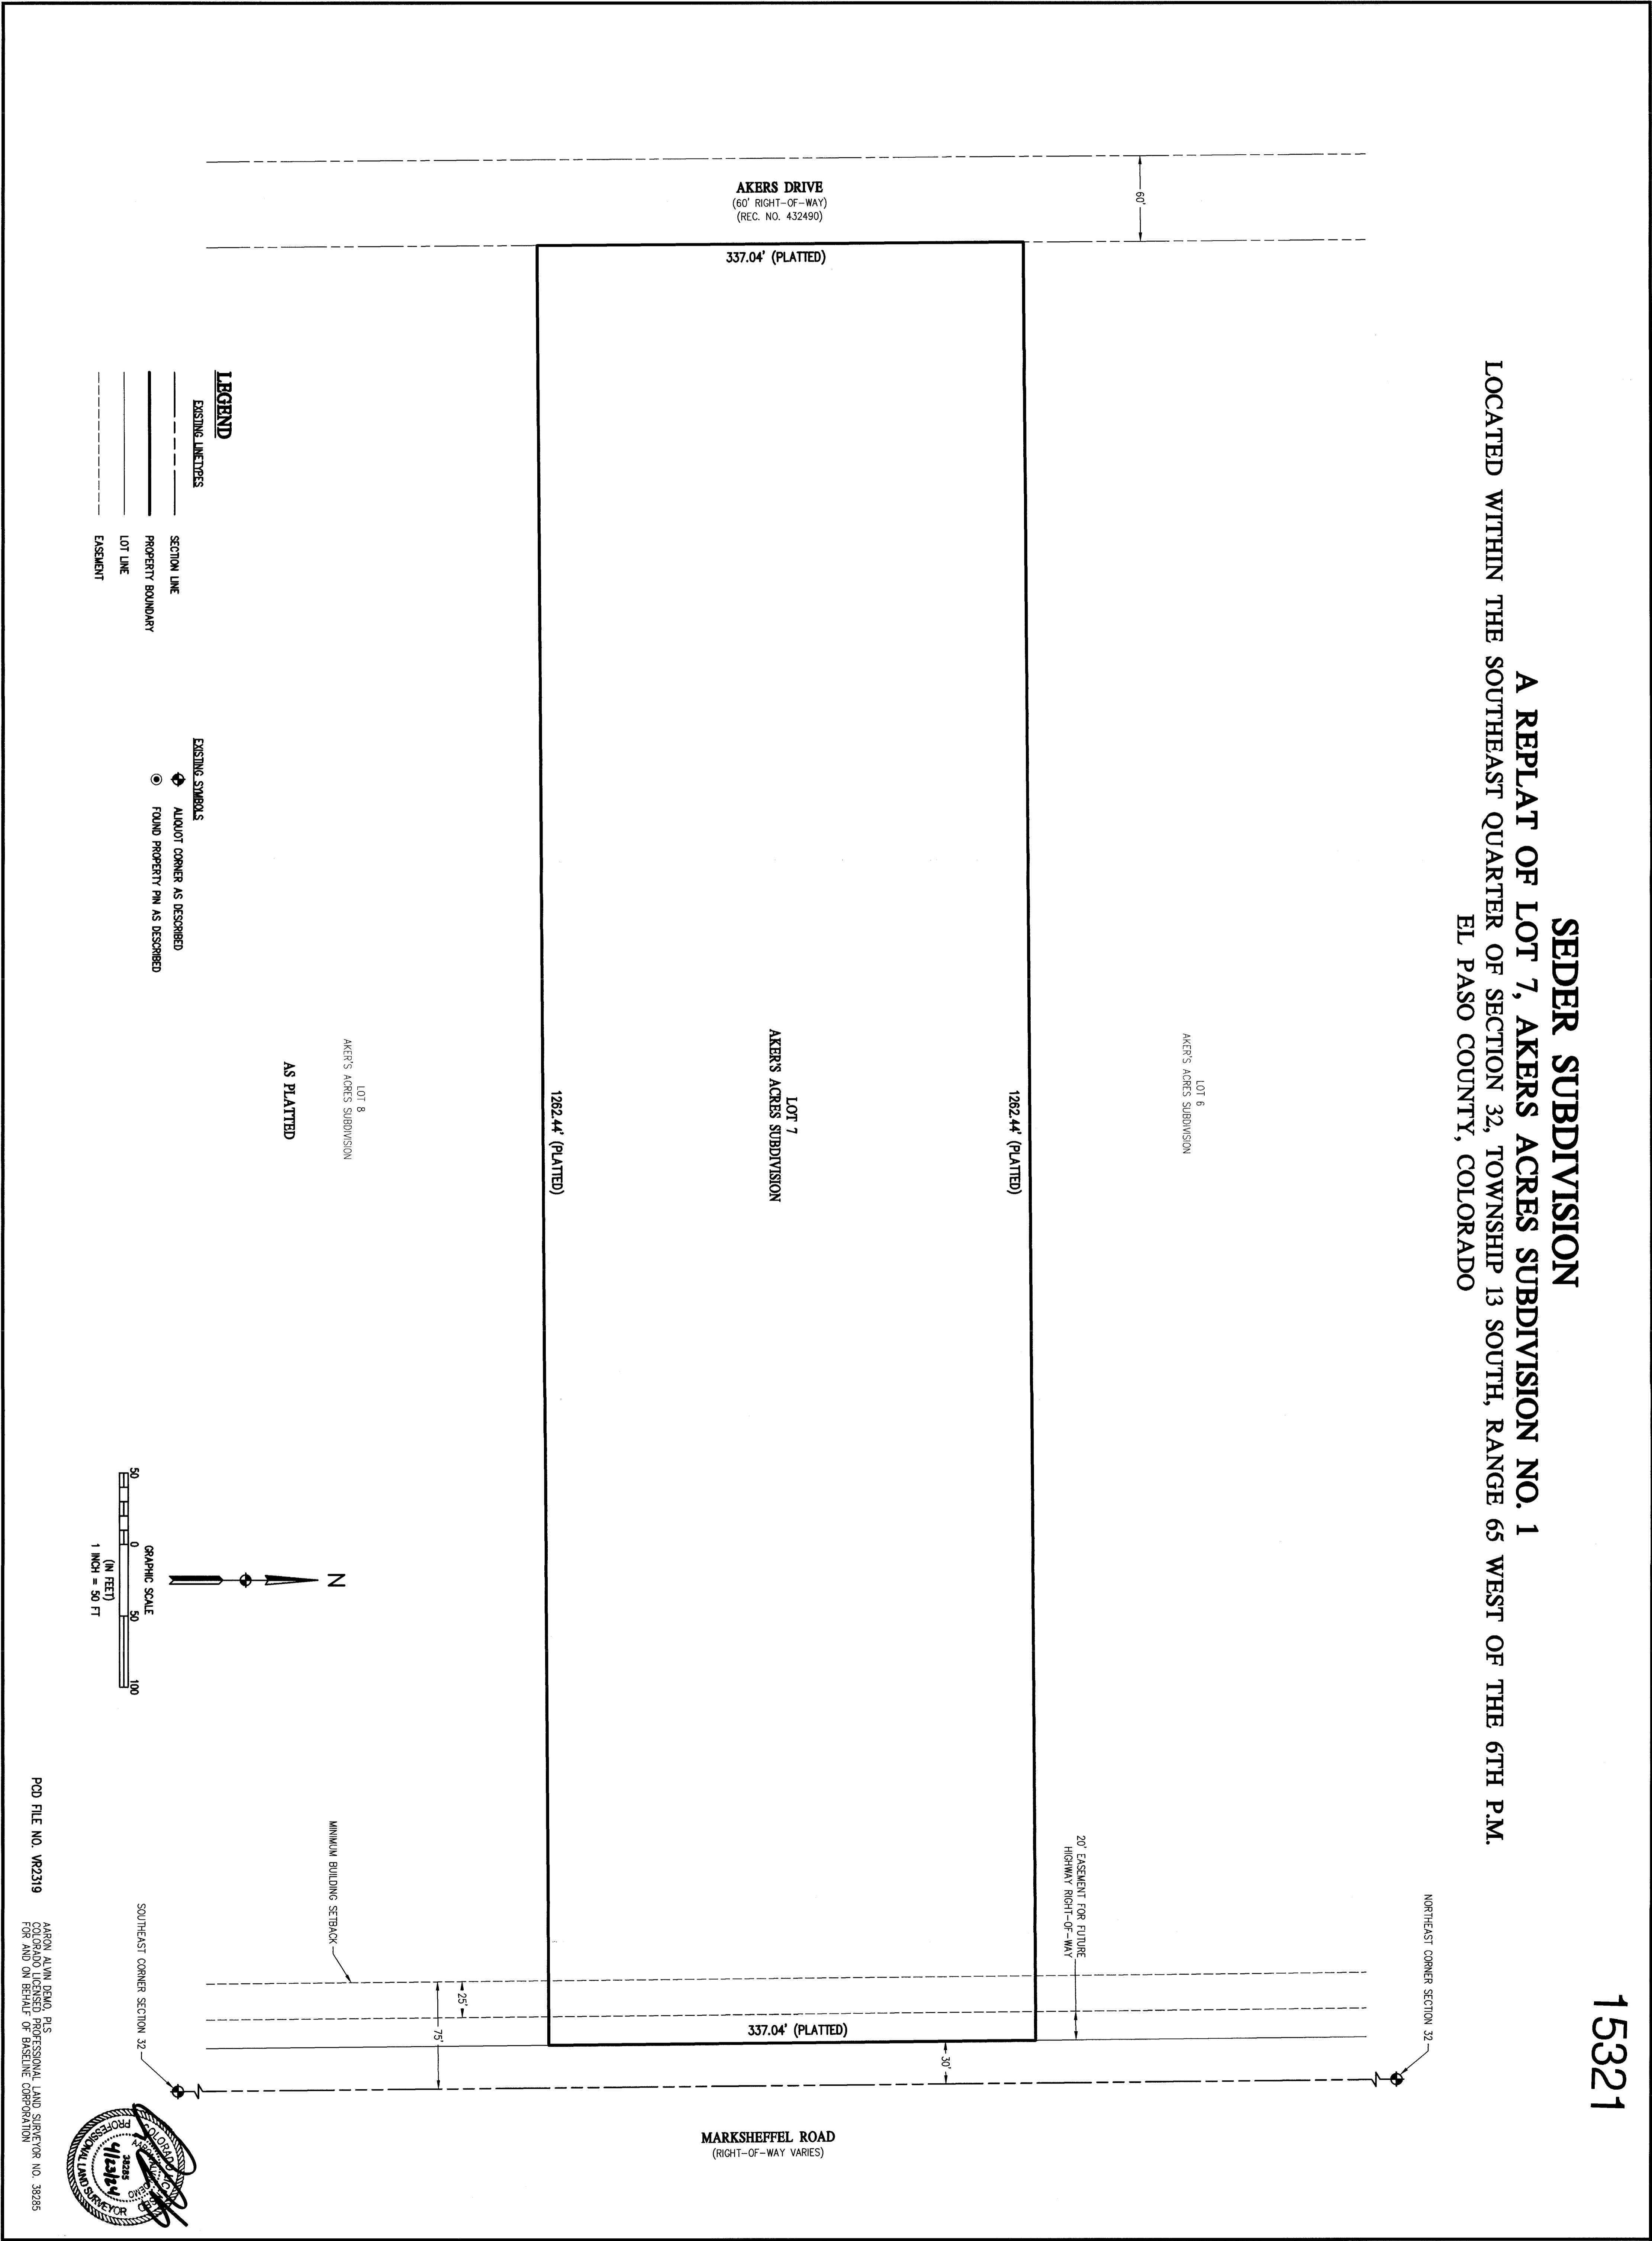 15321
SEDER SUBDIVISION
A REPLAT OF LOT 7, AKERS ACRES SUBDIVISION NO. 1
LOCATED WITHIN THE SOUTHEAST QUARTER OF SECTION 32, TOWNSHIP 13 SOUTH, RANGE 65 WEST OF THE 6TH P.M.
EL PASO COUNTY, COLORADO
NORTHEAST CORNER SECTION 32
60'
LOT 6
AKER'S ACRES SUBDIVISION
20' EASEMENT FOR FUTURE
HIGHWAY RIGHT-OF-WAY
1262.44' (PLATTED)
30'
AKERS DRIVE
(60' RIGHT-OF-WAY)
(REC. NO. 432490)
337.04' (PLATTED)
LOT 7
AKER'S ACRES SUBDIVISION
337.04' (PLATTED)
MARKSHEFFEL ROAD
(RIGHT-OF-WAY VARIES)
1262.44' (PLATTED)
25'
75'
LOT 8
AKER'S ACRES SUBDIVISION
AS PLATTED
MINIMUM BUILDING SETBACK
N
LEGEND
EXISTING LINETYPES
SECTION LINE
PROPERTY BOUNDARY
LOT LINE
EASEMENT
EXISTING SYMBOLS
ALIQUOT CORNER AS DESCRIBED
FOUND PROPERTY PIN AS DESCRIBED
GRAPHIC SCALE
50 0 50 100
(IN FEET)
1 INCH = 50 FT
SOUTHEAST CORNER SECTION 32
COLORADO
38285
4/23/24
PROFESSIONAL LAND SURVEYOR
PCD FILE NO. VR2319
AARON ALVIN DEMO, PLS
COLORADO LICENSED PROFESSIONAL LAND SURVEYOR NO. 38285
FOR AND ON BEHALF OF BASELINE CORPORATION